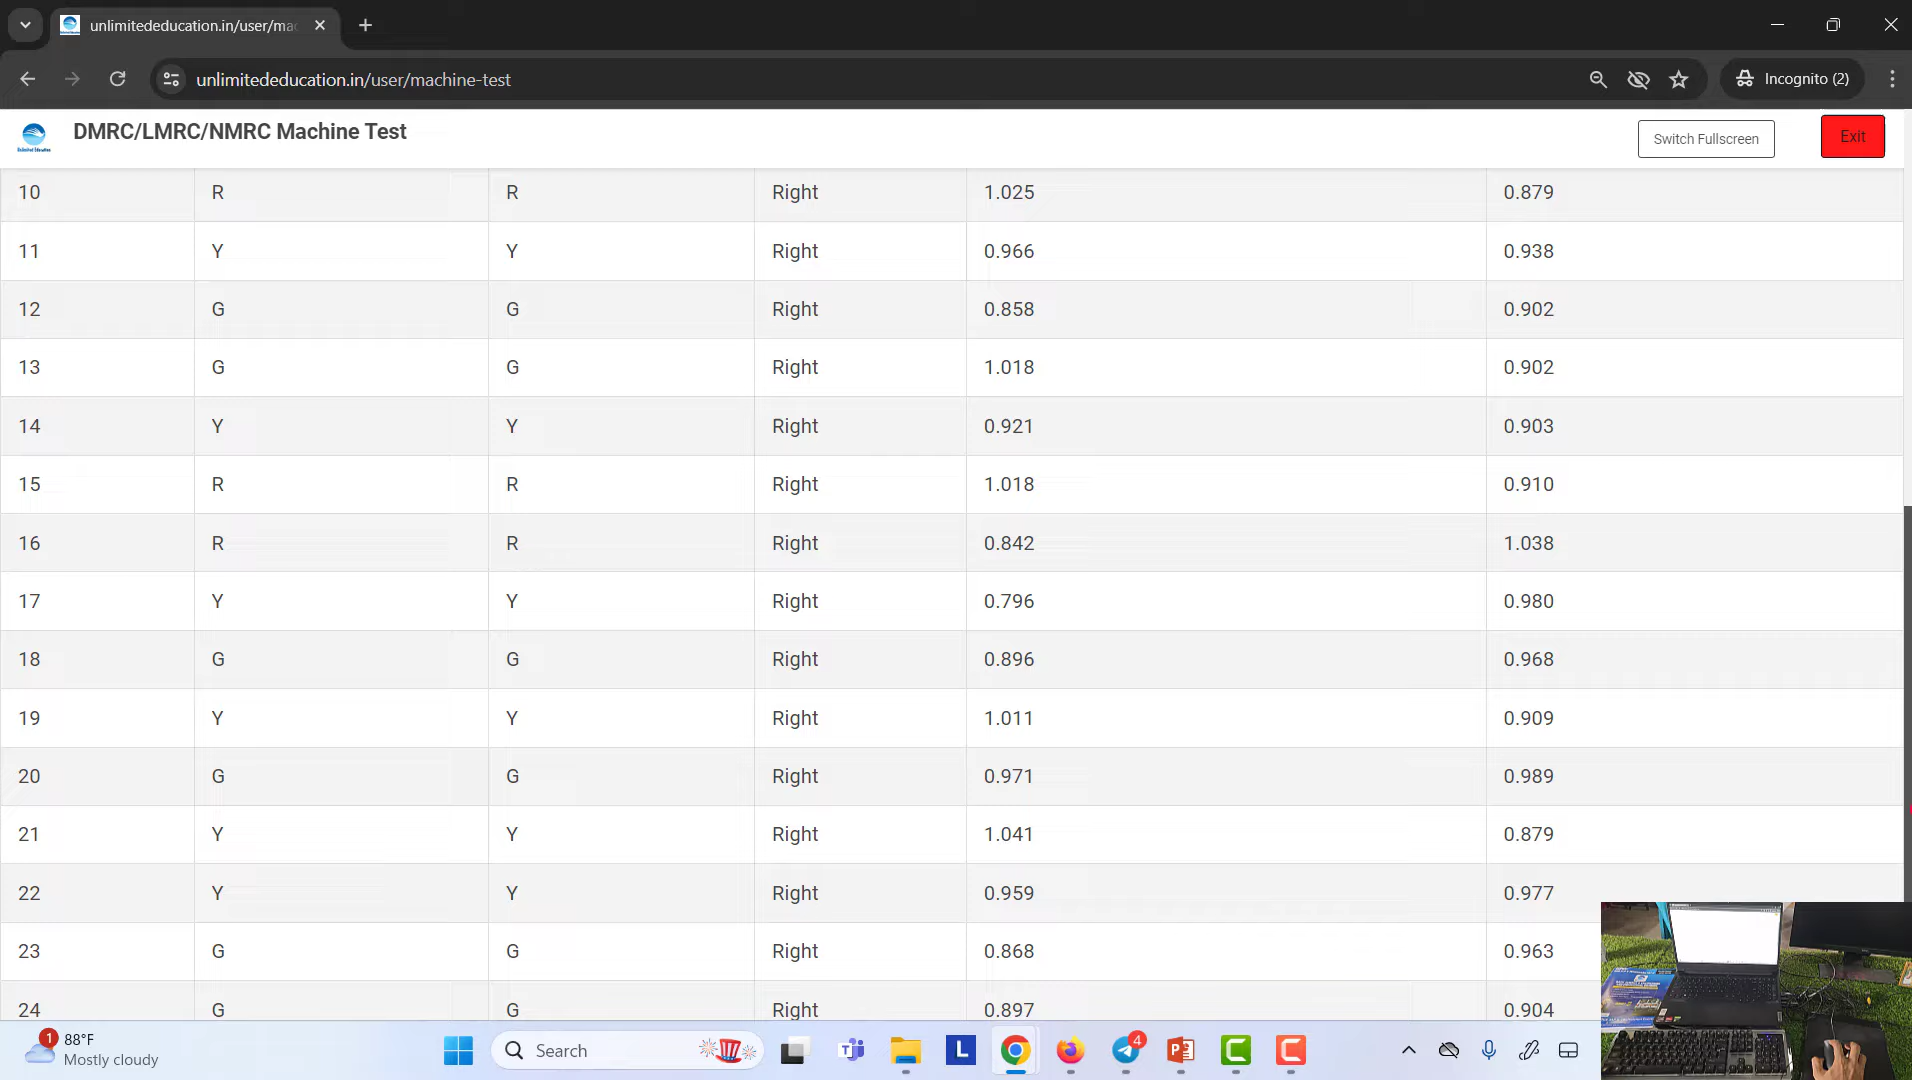 unlimitededucation.in/user/ma
unlimitededucation.in/user/machine-test
Incognito (2)
DMRC/LMRC/NMRC Machine Test
Switch Fullscreen
Exit
10 R R Right 1.025 0.879
11 Y Y Right 0.966 0.938
12 G G Right 0.858 0.902
13 G G Right 1.018 0.902
14 Y Y Right 0.921 0.903
15 R R Right 1.018 0.910
16 R R Right 0.842 1.038
17 Y Y Right 0.796 0.980
18 G G Right 0.896 0.968
19 Y Y Right 1.011 0.909
20 G G Right 0.971 0.989
21 Y Y Right 1.041 0.879
22 Y Y Right 0.959 0.977
23 G G Right 0.868 0.963
24 G G Right 0.897 0.904
1
88°F
Mostly cloudy
Search
L
4